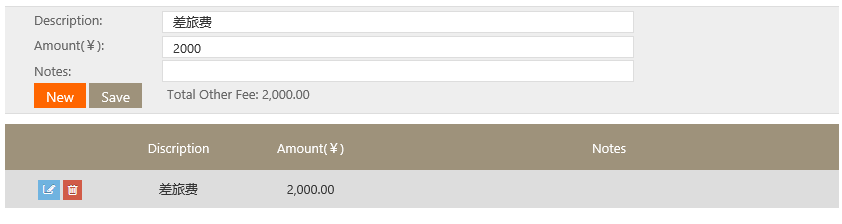 Description: 差旅费
Amount(￥): 2000
Notes:
New Save Total Other Fee: 2,000.00
Discription Amount(￥) Notes
差旅费 2,000.00